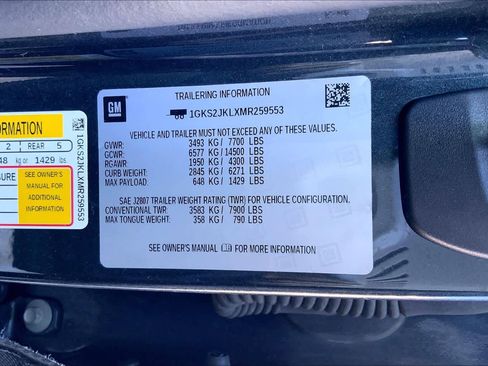 GM
TRAILERING INFORMATION
1GKS2JKLXMR259553
VEHICLE AND TRAILER MUST NOT EXCEED ANY OF THESE VALUES.
GVWR: 3493 KG / 7700 LBS
GCWR: 6577 KG / 14500 LBS
RGAWR: 1950 KG / 4300 LBS
CURB WEIGHT: 2845 KG / 6271 LBS
MAX PAYLOAD: 648 KG / 1429 LBS
SAE J2807 TRAILER WEIGHT RATING (TWR) FOR VEHICLE CONFIGURATION.
CONVENTIONAL TWR: 3583 KG / 7900 LBS
MAX TONGUE WEIGHT: 358 KG / 790 LBS
SEE OWNER'S MANUAL FOR MORE INFORMATION
ORMATION
2 REAR 5
48 kg or 1429 lbs
SEE OWNER'S
MANUAL FOR
ADDITIONAL
INFORMATION
1GKS2JKLXMR259553